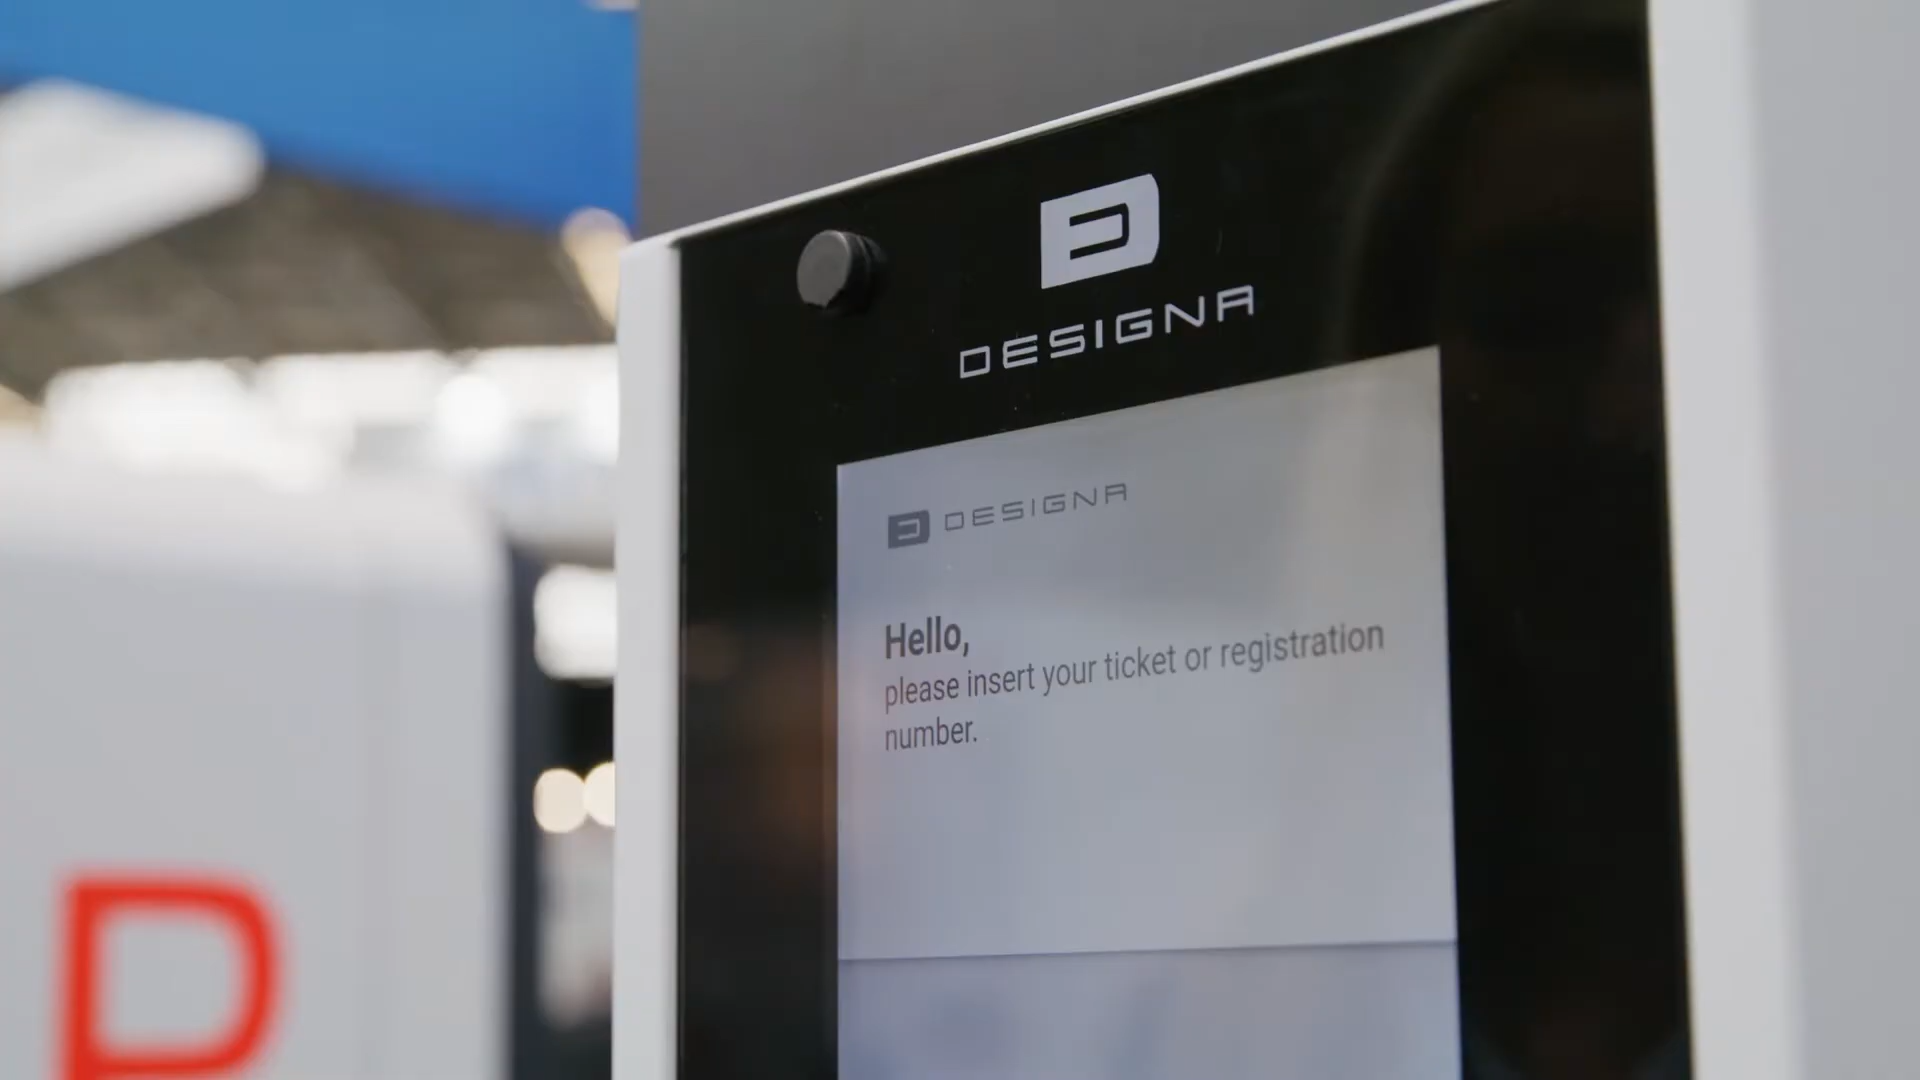 DESIGNA
DESIGNA
Hello,
please insert your ticket or registration
number.
P